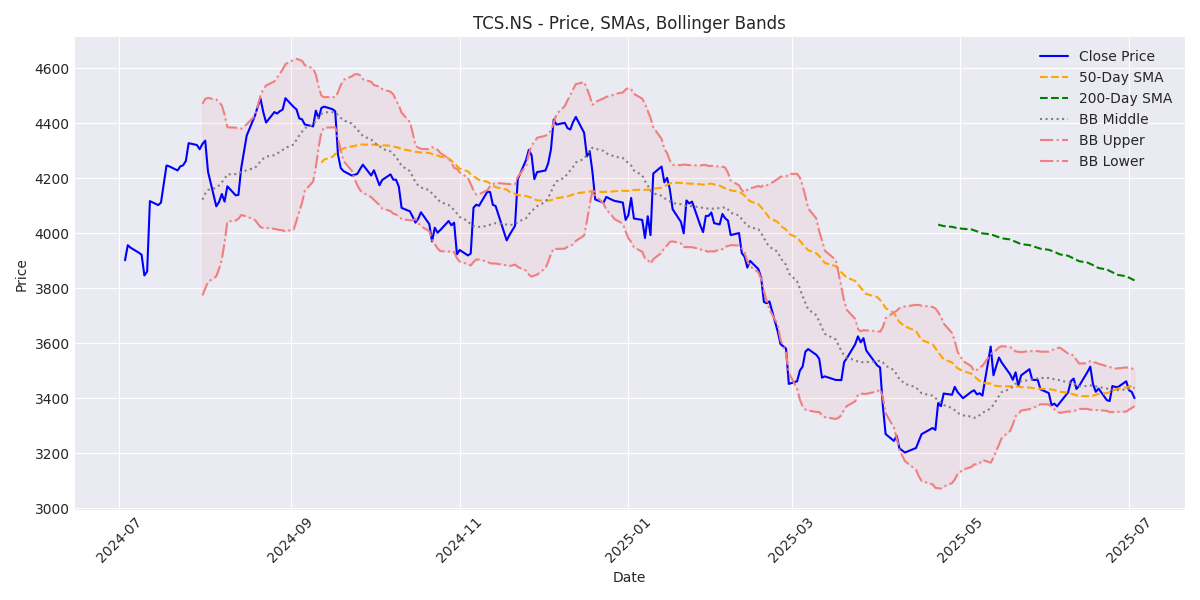 TCS.NS - Price, SMAs, Bollinger Bands
Close Price
50-Day SMA
200-Day SMA
BB Middle
BB Upper
BB Lower
Price
4600
4400
4200
4000
3800
3600
3400
3200
3000
2024-07
2024-09
2024-11
2025-01
2025-03
2025-05
2025-07
Date